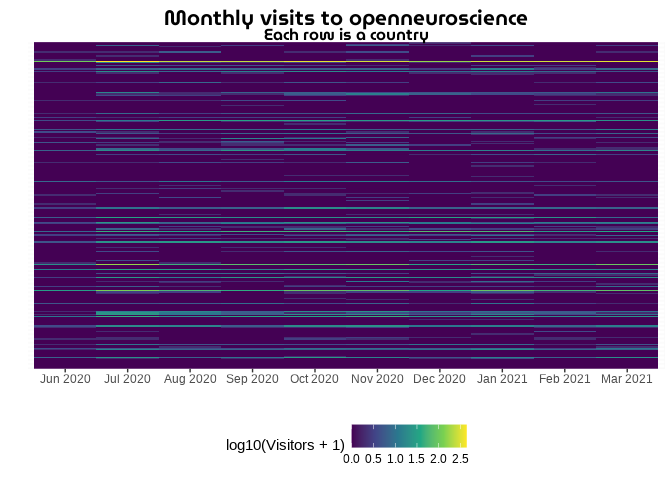 Monthly visits to openneuroscience
Each row is a country
Jun 2020 Jul 2020 Aug 2020 Sep 2020 Oct 2020 Nov 2020 Dec 2020 Jan 2021 Feb 2021 Mar 2021
log10(Visitors + 1)
0.0 0.5 1.0 1.5 2.0 2.5